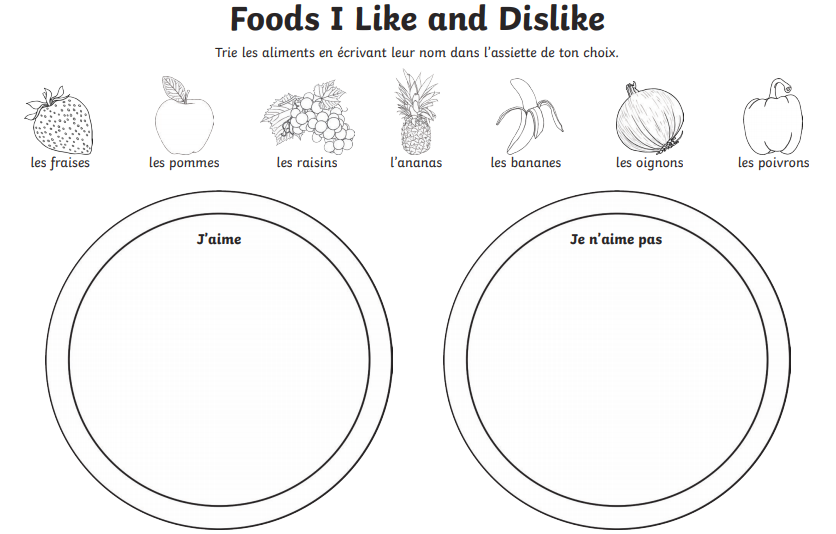 Foods I Like and Dislike
Trie les aliments en écrivant leur nom dans l'assiette de ton choix.
les fraises les pommes les raisins l'ananas les bananes les oignons les poivrons
J'aime Je n'aime pas